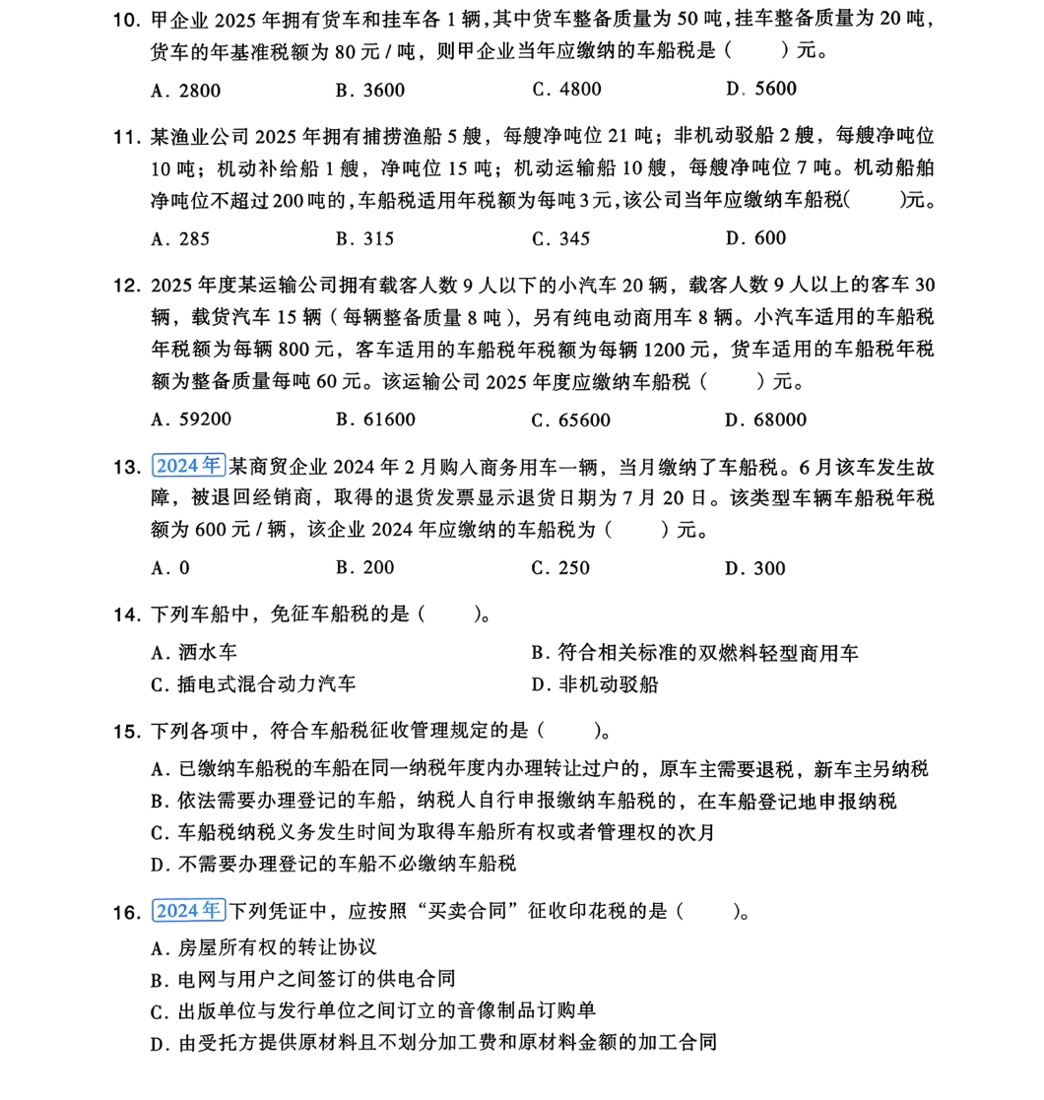 10. 甲企业 2025 年拥有货车和挂车各 1 辆,其中货车整备质量为 50 吨,挂车整备质量为 20 吨,
货车的年基准税额为 80 元 / 吨，则甲企业当年应缴纳的车船税是（　　）元。
A. 2800　B. 3600　C. 4800　D. 5600
11. 某渔业公司 2025 年拥有捕捞渔船 5 艘，每艘净吨位 21 吨；非机动驳船 2 艘，每艘净吨位
10 吨；机动补给船 1 艘，净吨位 15 吨；机动运输船 10 艘，每艘净吨位 7 吨。机动船舶
净吨位不超过 200 吨的,车船税适用年税额为每吨 3 元,该公司当年应缴纳车船税(　　)元。
A. 285　B. 315　C. 345　D. 600
12. 2025 年度某运输公司拥有载客人数 9 人以下的小汽车 20 辆，载客人数 9 人以上的客车 30
辆，载货汽车 15 辆（每辆整备质量 8 吨），另有纯电动商用车 8 辆。小汽车适用的车船税
年税额为每辆 800 元，客车适用的车船税年税额为每辆 1200 元，货车适用的车船税年税
额为整备质量每吨 60 元。该运输公司 2025 年度应缴纳车船税（　　）元。
A. 59200　B. 61600　C. 65600　D. 68000
13. 2024 年 某商贸企业 2024 年 2 月购入商务用车一辆，当月缴纳了车船税。6 月该车发生故
障，被退回经销商，取得的退货发票显示退货日期为 7 月 20 日。该类型车辆车船税年税
额为 600 元 / 辆，该企业 2024 年应缴纳的车船税为（　　）元。
A. 0　B. 200　C. 250　D. 300
14. 下列车船中，免征车船税的是（　　）。
A. 洒水车　B. 符合相关标准的双燃料轻型商用车
C. 插电式混合动力汽车　D. 非机动驳船
15. 下列各项中，符合车船税征收管理规定的是（　　）。
A. 已缴纳车船税的车船在同一纳税年度内办理转让过户的，原车主需要退税，新车主另纳税
B. 依法需要办理登记的车船，纳税人自行申报缴纳车船税的，在车船登记地申报纳税
C. 车船税纳税义务发生时间为取得车船所有权或者管理权的次月
D. 不需要办理登记的车船不必缴纳车船税
16. 2024 年 下列凭证中，应按照“买卖合同”征收印花税的是（　　）。
A. 房屋所有权的转让协议
B. 电网与用户之间签订的供电合同
C. 出版单位与发行单位之间订立的音像制品订购单
D. 由受托方提供原材料且不划分加工费和原材料金额的加工合同